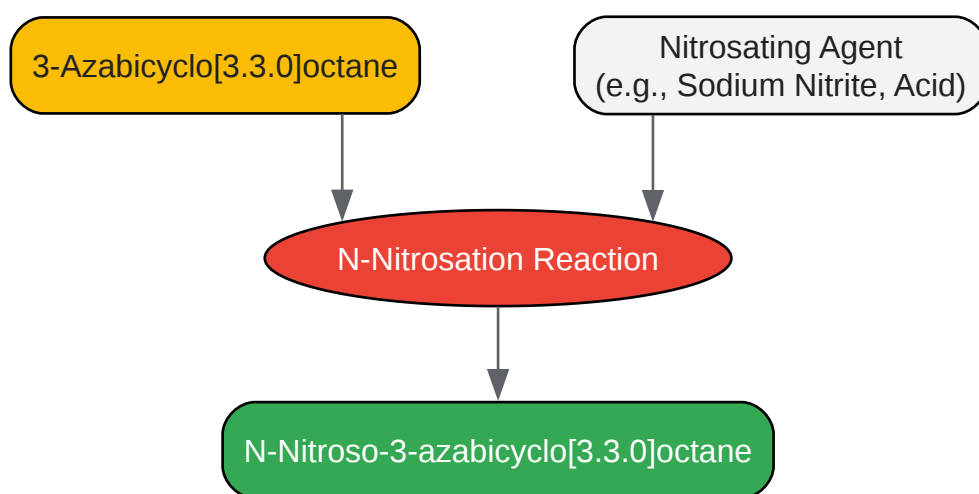 3-Azabicyclo[3.3.0]octane
Nitrosating Agent
(e.g., Sodium Nitrite, Acid)
N-Nitrosation Reaction
N-Nitroso-3-azabicyclo[3.3.0]octane